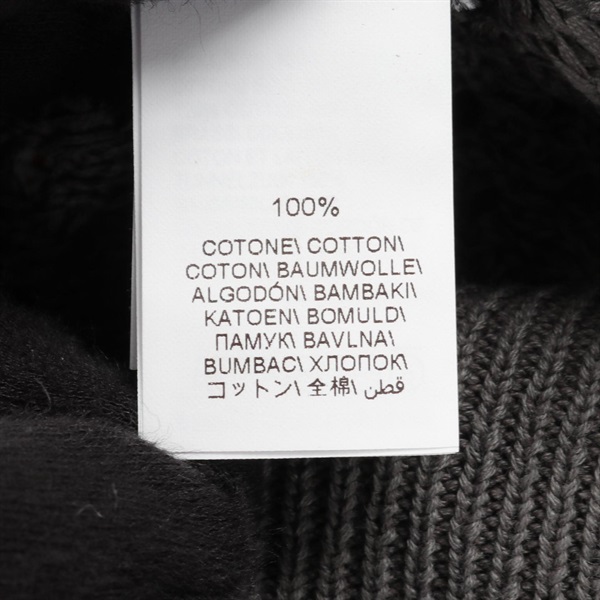 100%
COTONE\ COTTON\
COTON\ BAUMWOLLE\
ALGODÓN\ BAMBAKI\
KATOEN\ BOMULD\
ПАМУК\ BAVLNA\
BUMBAC\ ХЛОПОК\
コットン\ 全棉\ قطن